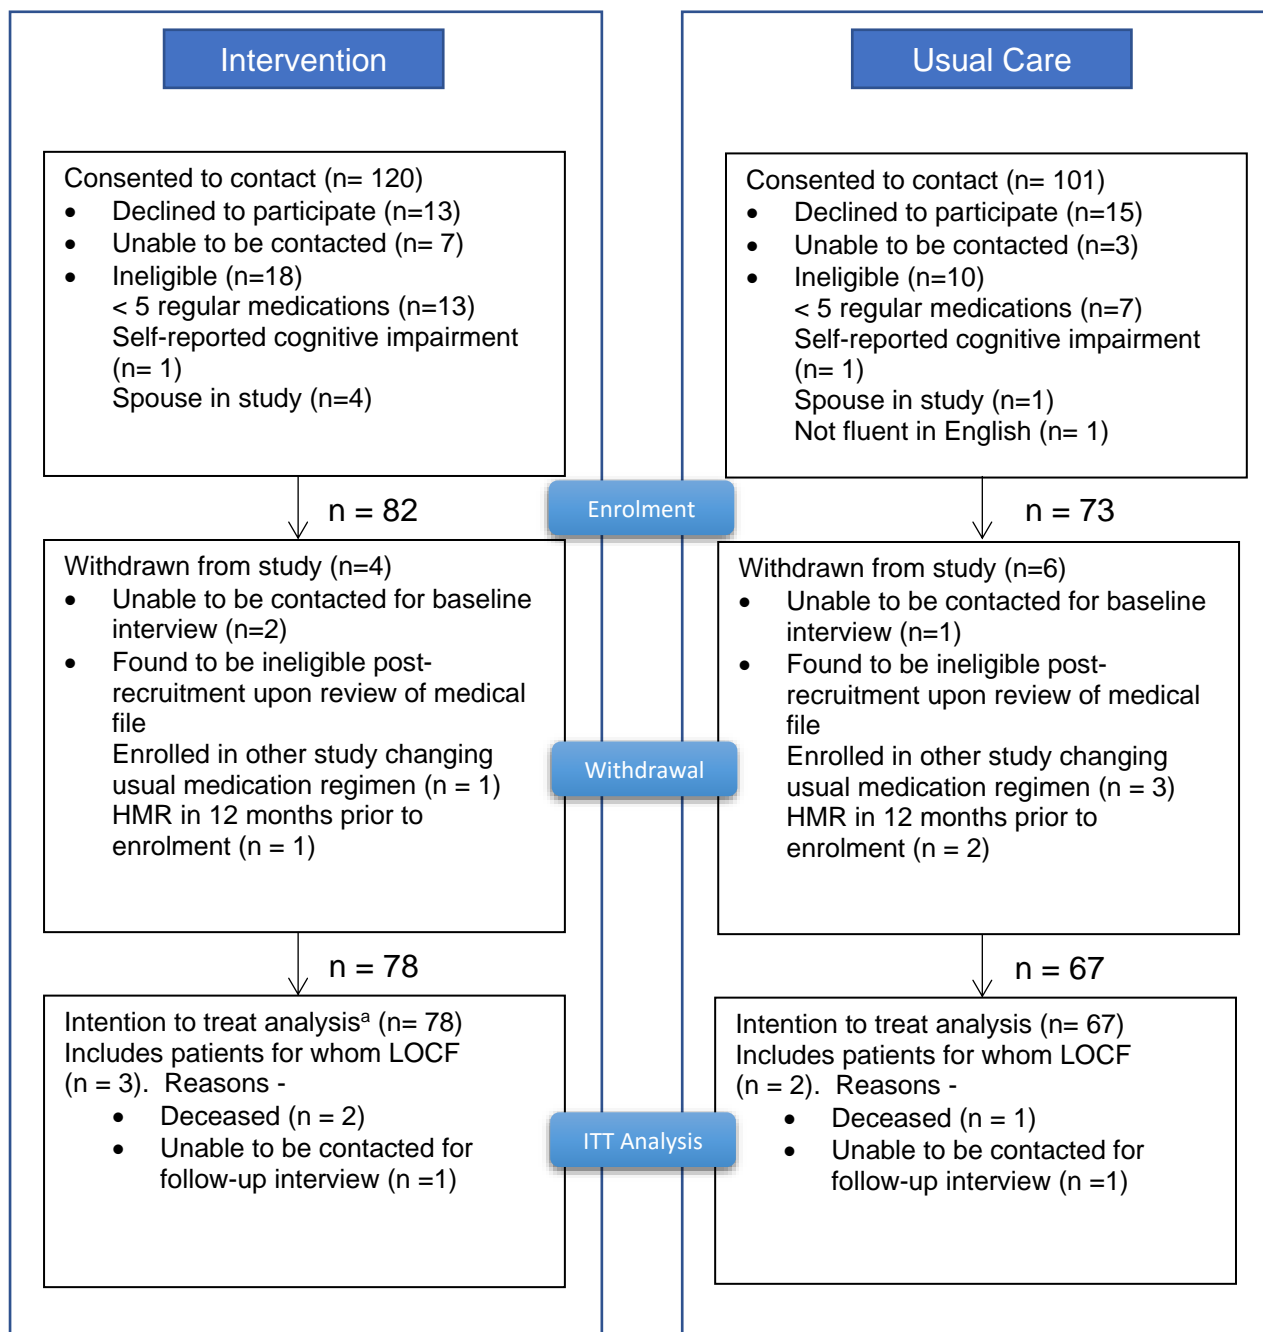 Intervention
Consented to contact (n= 120)
• Declined to participate (n=13)
• Unable to be contacted (n= 7)
• Ineligible (n=18)
< 5 regular medications (n=13)
Self-reported cognitive impairment
(n= 1)
Spouse in study (n=4)
n = 82
Withdrawn from study (n=4)
• Unable to be contacted for baseline
interview (n=2)
• Found to be ineligible post-
recruitment upon review of medical
file
Enrolled in other study changing
usual medication regimen (n = 1)
HMR in 12 months prior to
enrolment (n = 1)
n = 78
Intention to treat analysisᵃ (n= 78)
Includes patients for whom LOCF
(n = 3).  Reasons -
• Deceased (n = 2)
• Unable to be contacted for
follow-up interview (n =1)
Enrolment
Withdrawal
ITT Analysis
Usual Care
Consented to contact (n= 101)
• Declined to participate (n=15)
• Unable to be contacted (n=3)
• Ineligible (n=10)
< 5 regular medications (n=7)
Self-reported cognitive impairment
(n= 1)
Spouse in study (n=1)
Not fluent in English (n= 1)
n = 73
Withdrawn from study (n=6)
• Unable to be contacted for baseline
interview (n=1)
• Found to be ineligible post-
recruitment upon review of medical
file
Enrolled in other study changing
usual medication regimen (n = 3)
HMR in 12 months prior to
enrolment (n = 2)
n = 67
Intention to treat analysis (n= 67)
Includes patients for whom LOCF
(n = 2).  Reasons -
• Deceased (n = 1)
• Unable to be contacted for
follow-up interview (n =1)